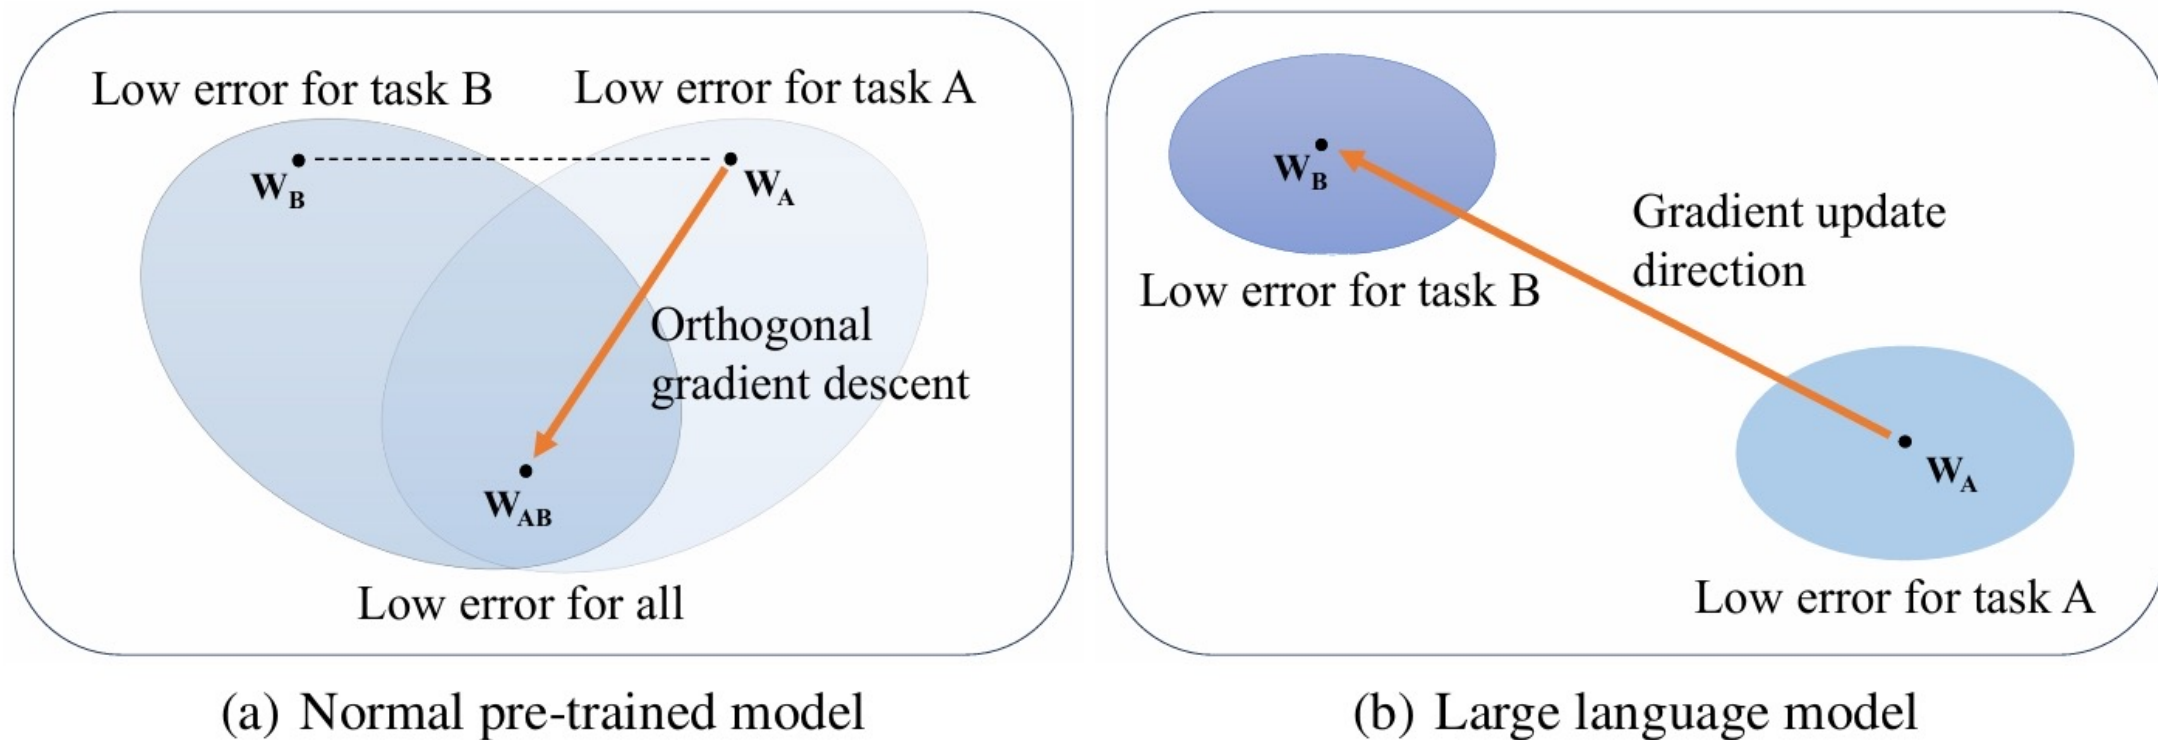 Low error for task B
Low error for task A
W_B
W_A
Orthogonal
gradient descent
W_AB
Low error for all
(a) Normal pre-trained model
W_B
Gradient update
direction
Low error for task B
W_A
Low error for task A
(b) Large language model